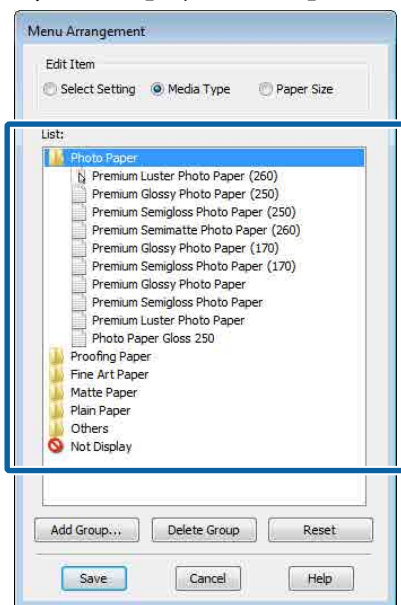 Menu Arrangement
Edit Item
Select Setting Media Type Paper Size
List:
Photo Paper
Premium Luster Photo Paper (260)
Premium Glossy Photo Paper (250)
Premium Semigloss Photo Paper (250)
Premium Semimatte Photo Paper (260)
Premium Glossy Photo Paper (170)
Premium Semigloss Photo Paper (170)
Premium Glossy Photo Paper
Premium Semigloss Photo Paper
Premium Luster Photo Paper
Photo Paper Gloss 250
Proofing Paper
Fine Art Paper
Matte Paper
Plain Paper
Others
Not Display
Add Group... Delete Group Reset
Save Cancel Help